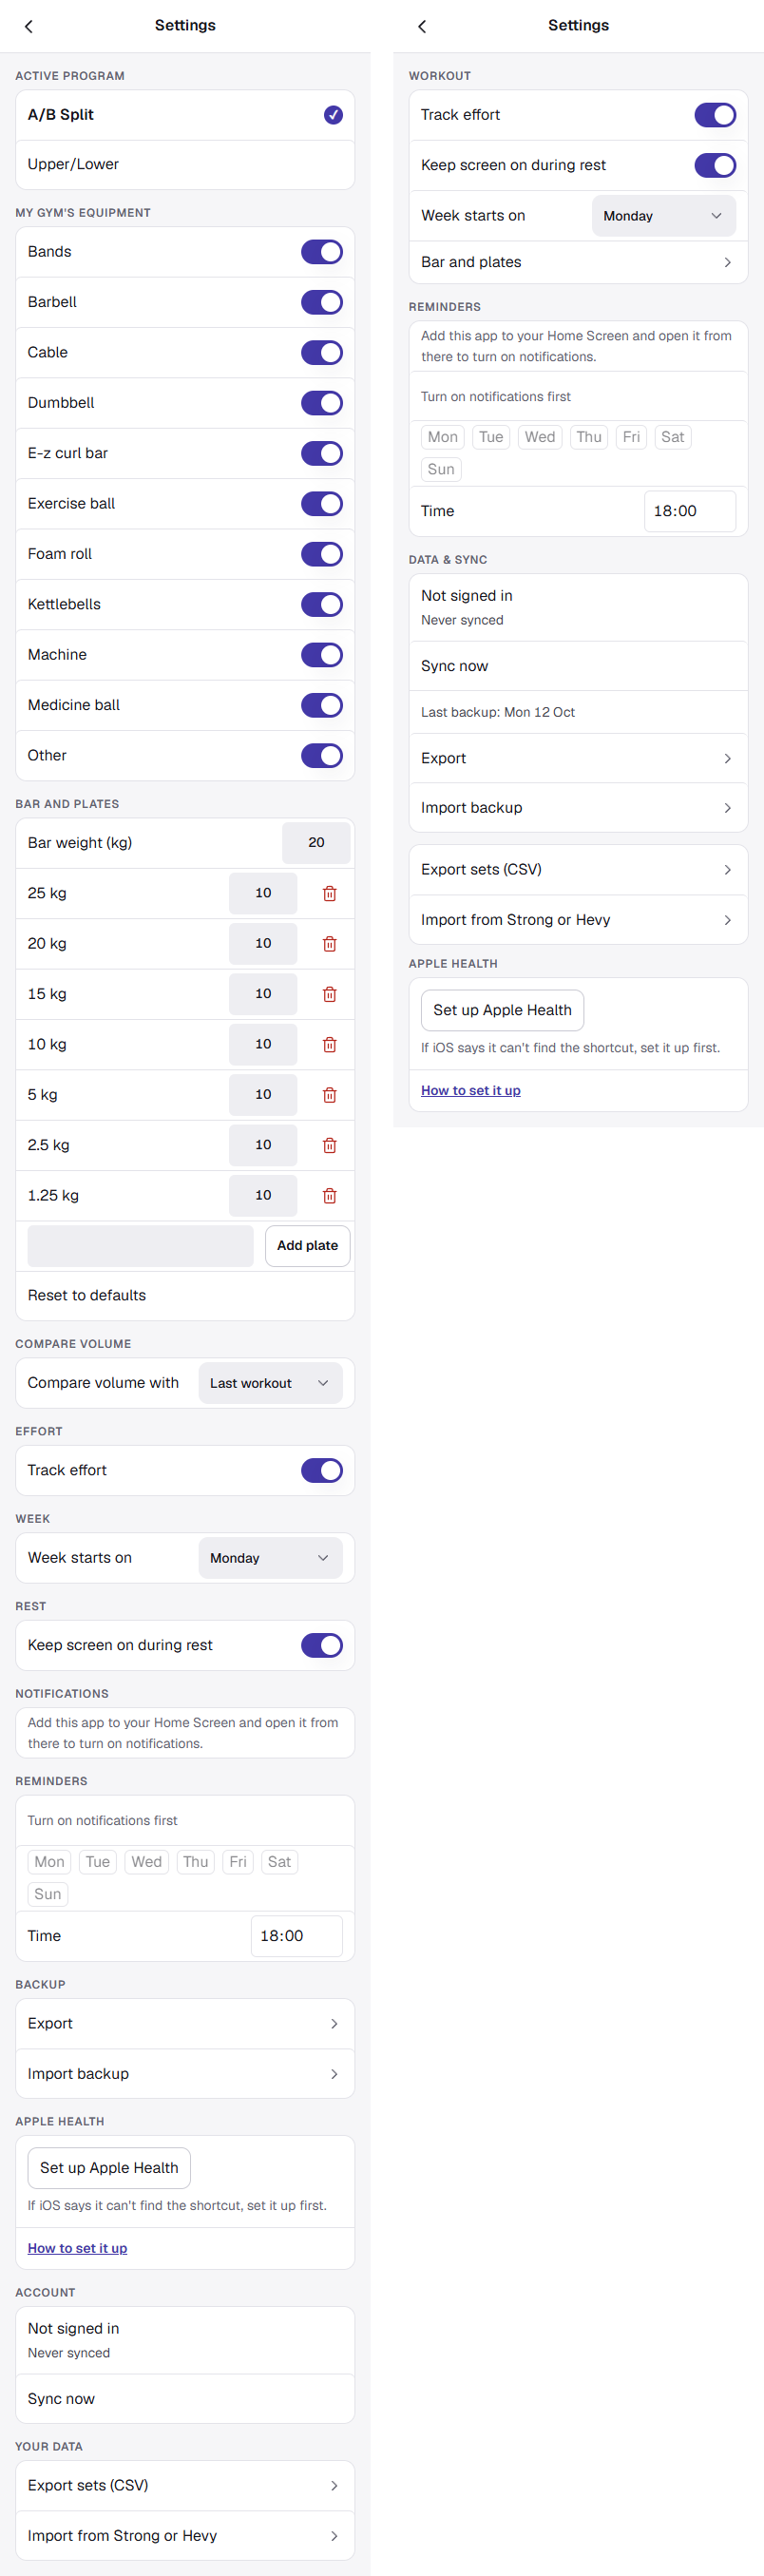 Settings
ACTIVE PROGRAM
A/B Split
Upper/Lower
MY GYM'S EQUIPMENT
Bands
Barbell
Cable
Dumbbell
E-z curl bar
Exercise ball
Foam roll
Kettlebells
Machine
Medicine ball
Other
BAR AND PLATES
Bar weight (kg) 20
25 kg 10
20 kg 10
15 kg 10
10 kg 10
5 kg 10
2.5 kg 10
1.25 kg 10
Add plate
Reset to defaults
COMPARE VOLUME
Compare volume with Last workout
EFFORT
Track effort
WEEK
Week starts on Monday
REST
Keep screen on during rest
NOTIFICATIONS
Add this app to your Home Screen and open it from
there to turn on notifications.
REMINDERS
Turn on notifications first
Mon Tue Wed Thu Fri Sat
Sun
Time 18:00
BACKUP
Export
Import backup
APPLE HEALTH
Set up Apple Health
If iOS says it can't find the shortcut, set it up first.
How to set it up
ACCOUNT
Not signed in
Never synced
Sync now
YOUR DATA
Export sets (CSV)
Import from Strong or Hevy
Settings
WORKOUT
Track effort
Keep screen on during rest
Week starts on Monday
Bar and plates
REMINDERS
Add this app to your Home Screen and open it from
there to turn on notifications.
Turn on notifications first
Mon Tue Wed Thu Fri Sat
Sun
Time 18:00
DATA & SYNC
Not signed in
Never synced
Sync now
Last backup: Mon 12 Oct
Export
Import backup
Export sets (CSV)
Import from Strong or Hevy
APPLE HEALTH
Set up Apple Health
If iOS says it can't find the shortcut, set it up first.
How to set it up